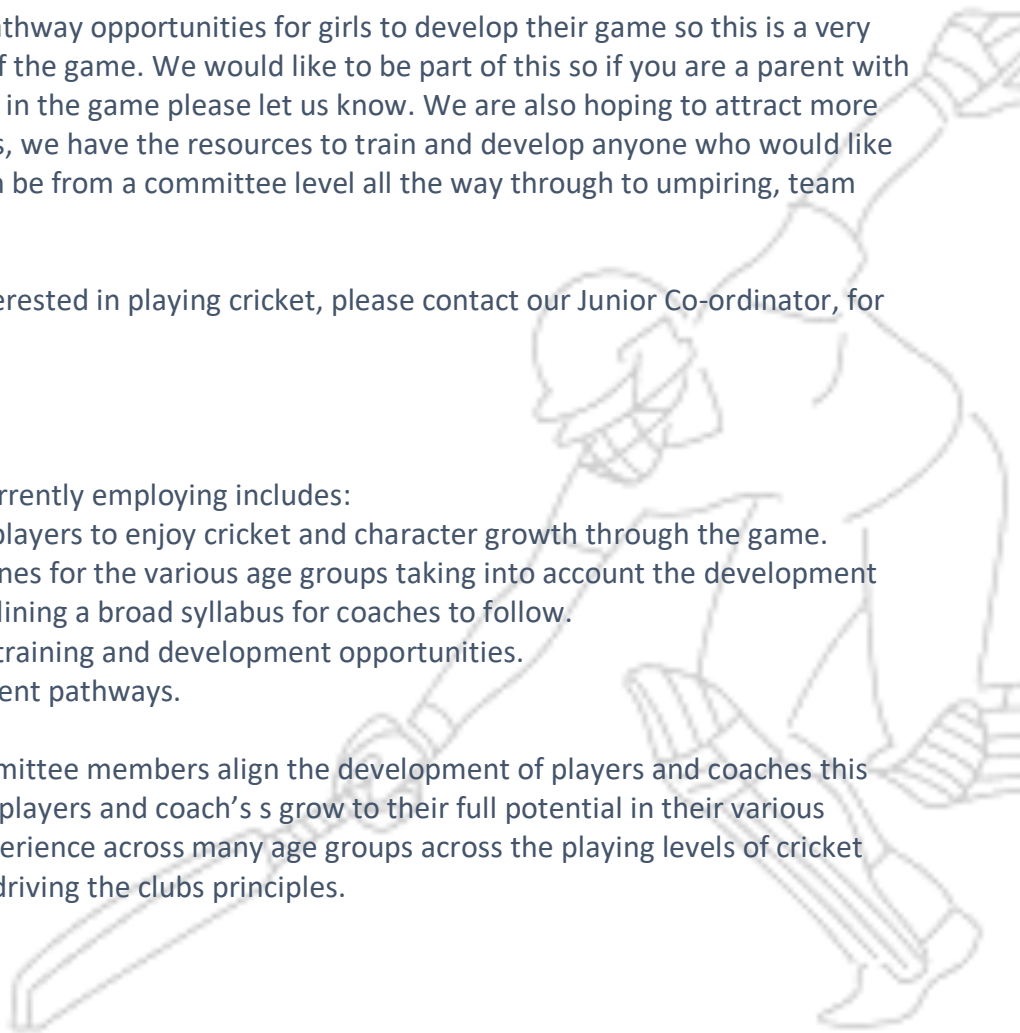 thway opportunities for girls to develop their game so this is a very
f the game. We would like to be part of this so if you are a parent with
in the game please let us know. We are also hoping to attract more
s, we have the resources to train and develop anyone who would like
be from a committee level all the way through to umpiring, team
erested in playing cricket, please contact our Junior Co-ordinator, for
rrently employing includes:
players to enjoy cricket and character growth through the game.
nes for the various age groups taking into account the development
lining a broad syllabus for coaches to follow.
training and development opportunities.
ent pathways.
mittee members align the development of players and coaches this
players and coach's s grow to their full potential in their various
perience across many age groups across the playing levels of cricket
driving the clubs principles.